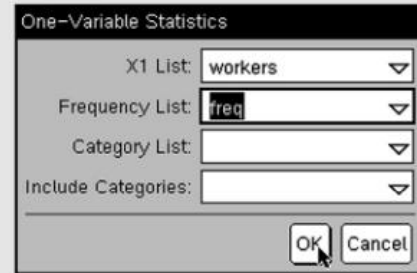 One-Variable Statistics
X1 List: workers
Frequency List: freq
Category List:
Include Categories:
OK Cancel